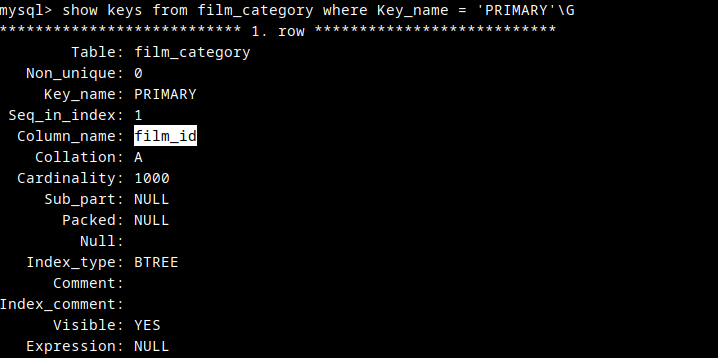 mysql> show keys from film_category where Key_name = 'PRIMARY'\G
*************************** 1. row ***************************
Table: film_category
Non_unique: 0
Key_name: PRIMARY
Seq_in_index: 1
Column_name: film_id
Collation: A
Cardinality: 1000
Sub_part: NULL
Packed: NULL
Null:
Index_type: BTREE
Comment:
Index_comment:
Visible: YES
Expression: NULL